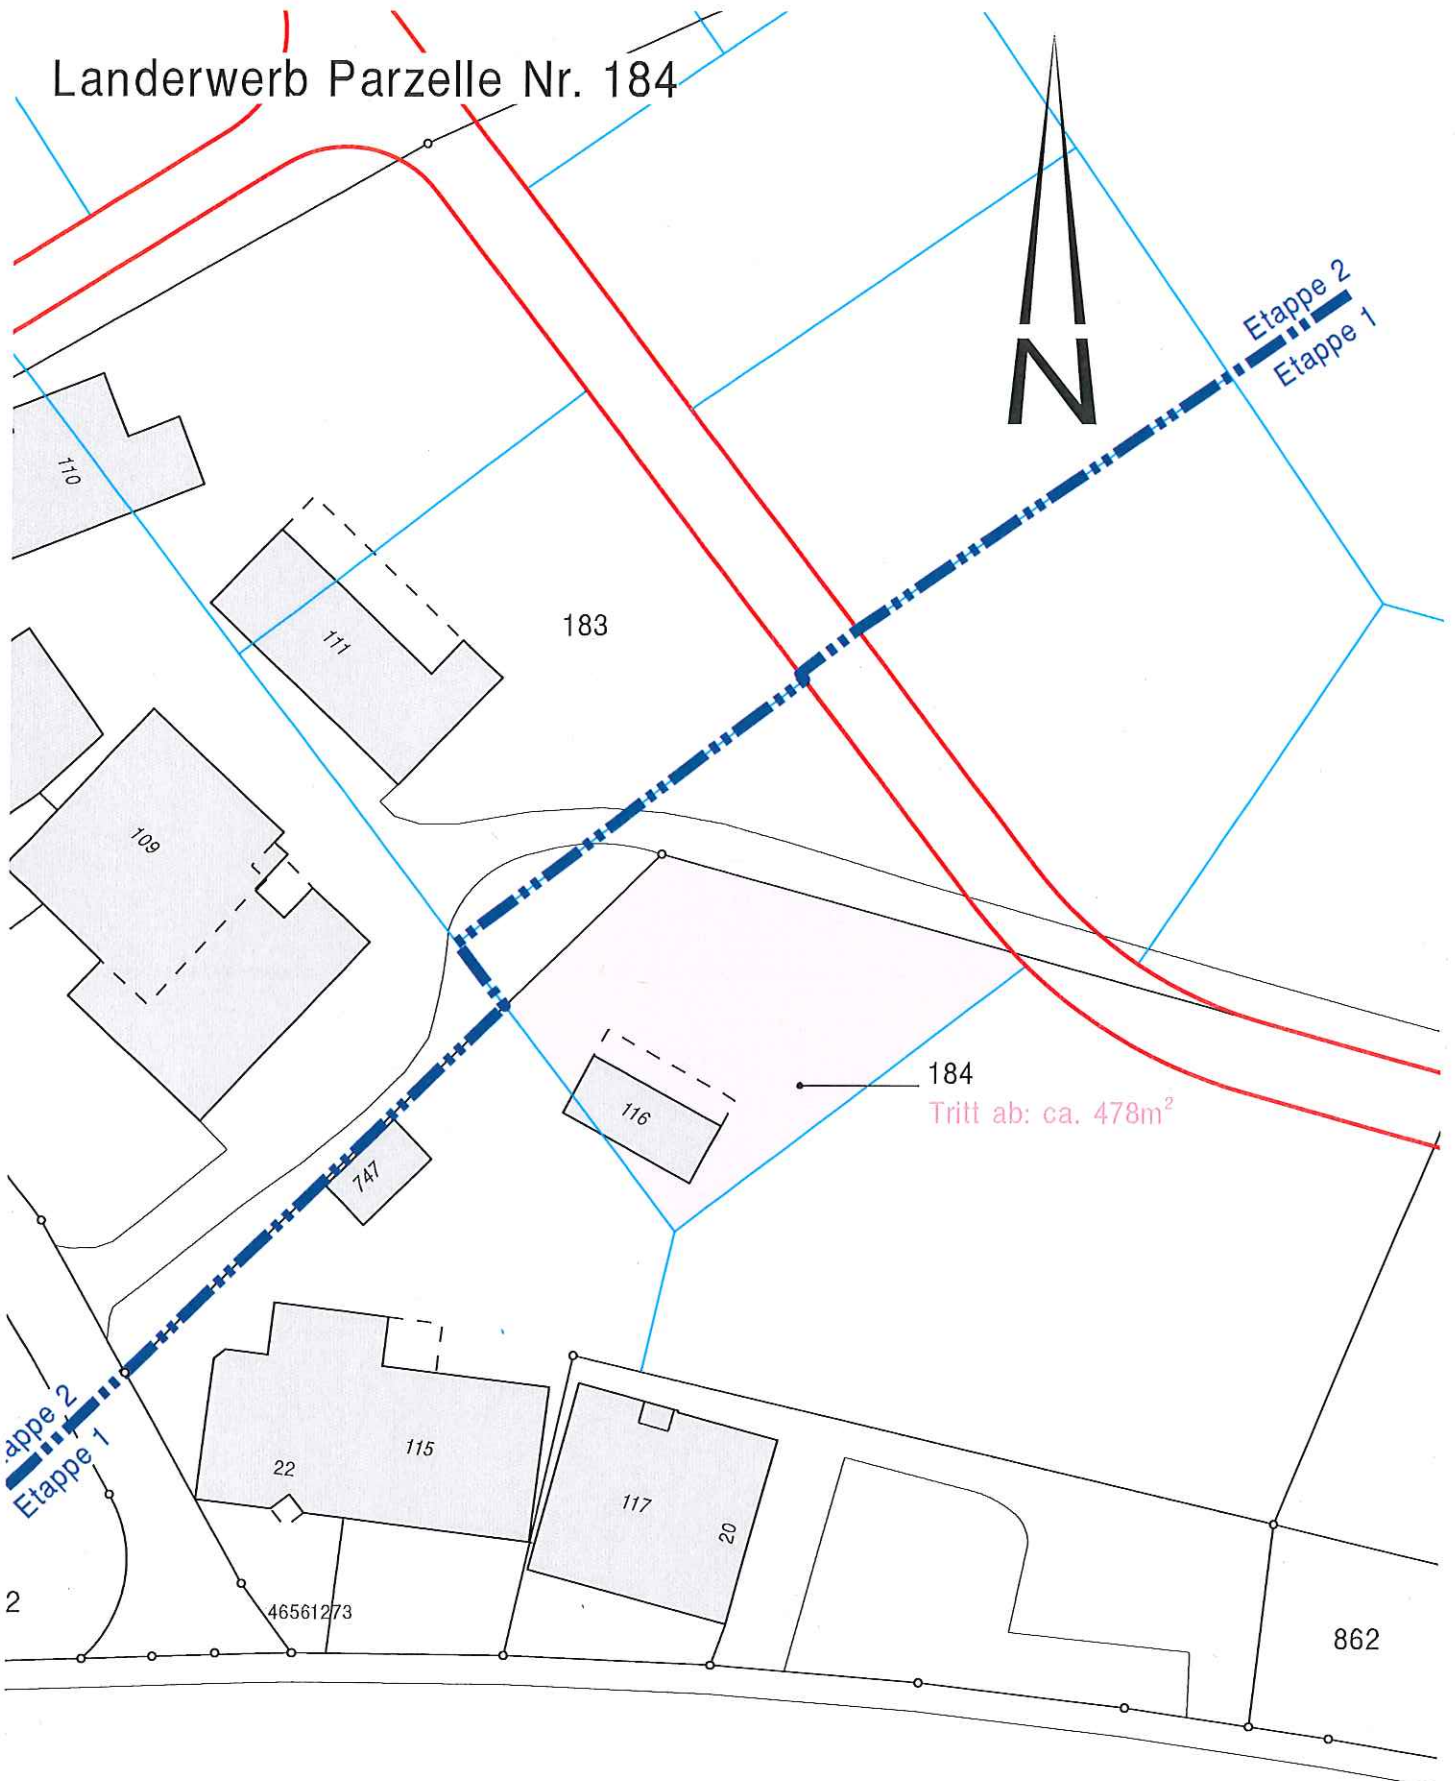 Landerwerb Parzelle Nr. 184
N
Etappe 2
Etappe 1
110
111
183
109
184
Tritt ab: ca. 478m²
116
747
appe 2
Etappe 1
115
22
117
20
2
46561273
862